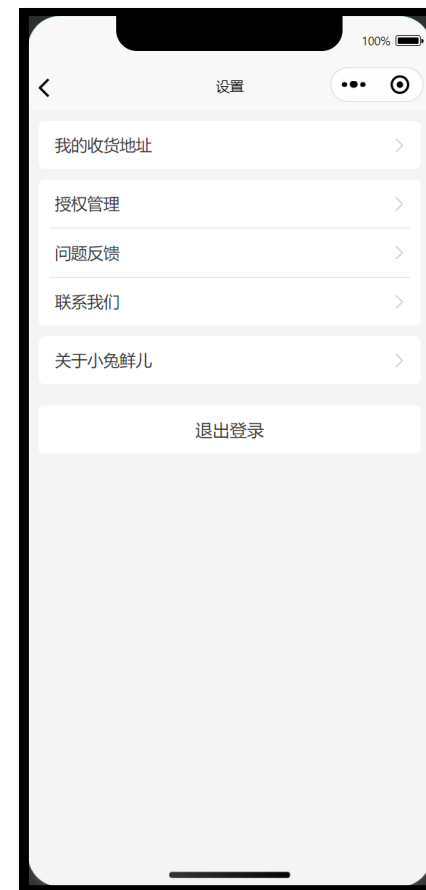 100%
设置
我的收货地址
授权管理
问题反馈
联系我们
关于小兔鲜儿
退出登录